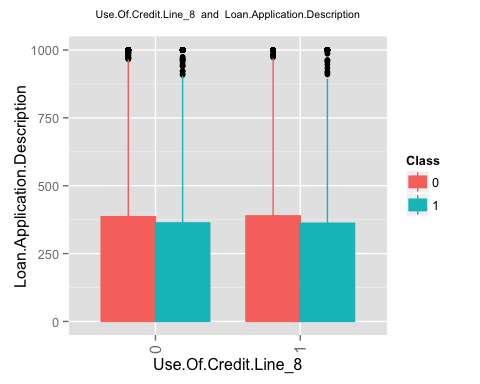 Use.Of.Credit.Line_8 and Loan.Application.Description
1000
750
500
250
0
Loan.Application.Description
0
1
Use.Of.Credit.Line_8
Class
0
1